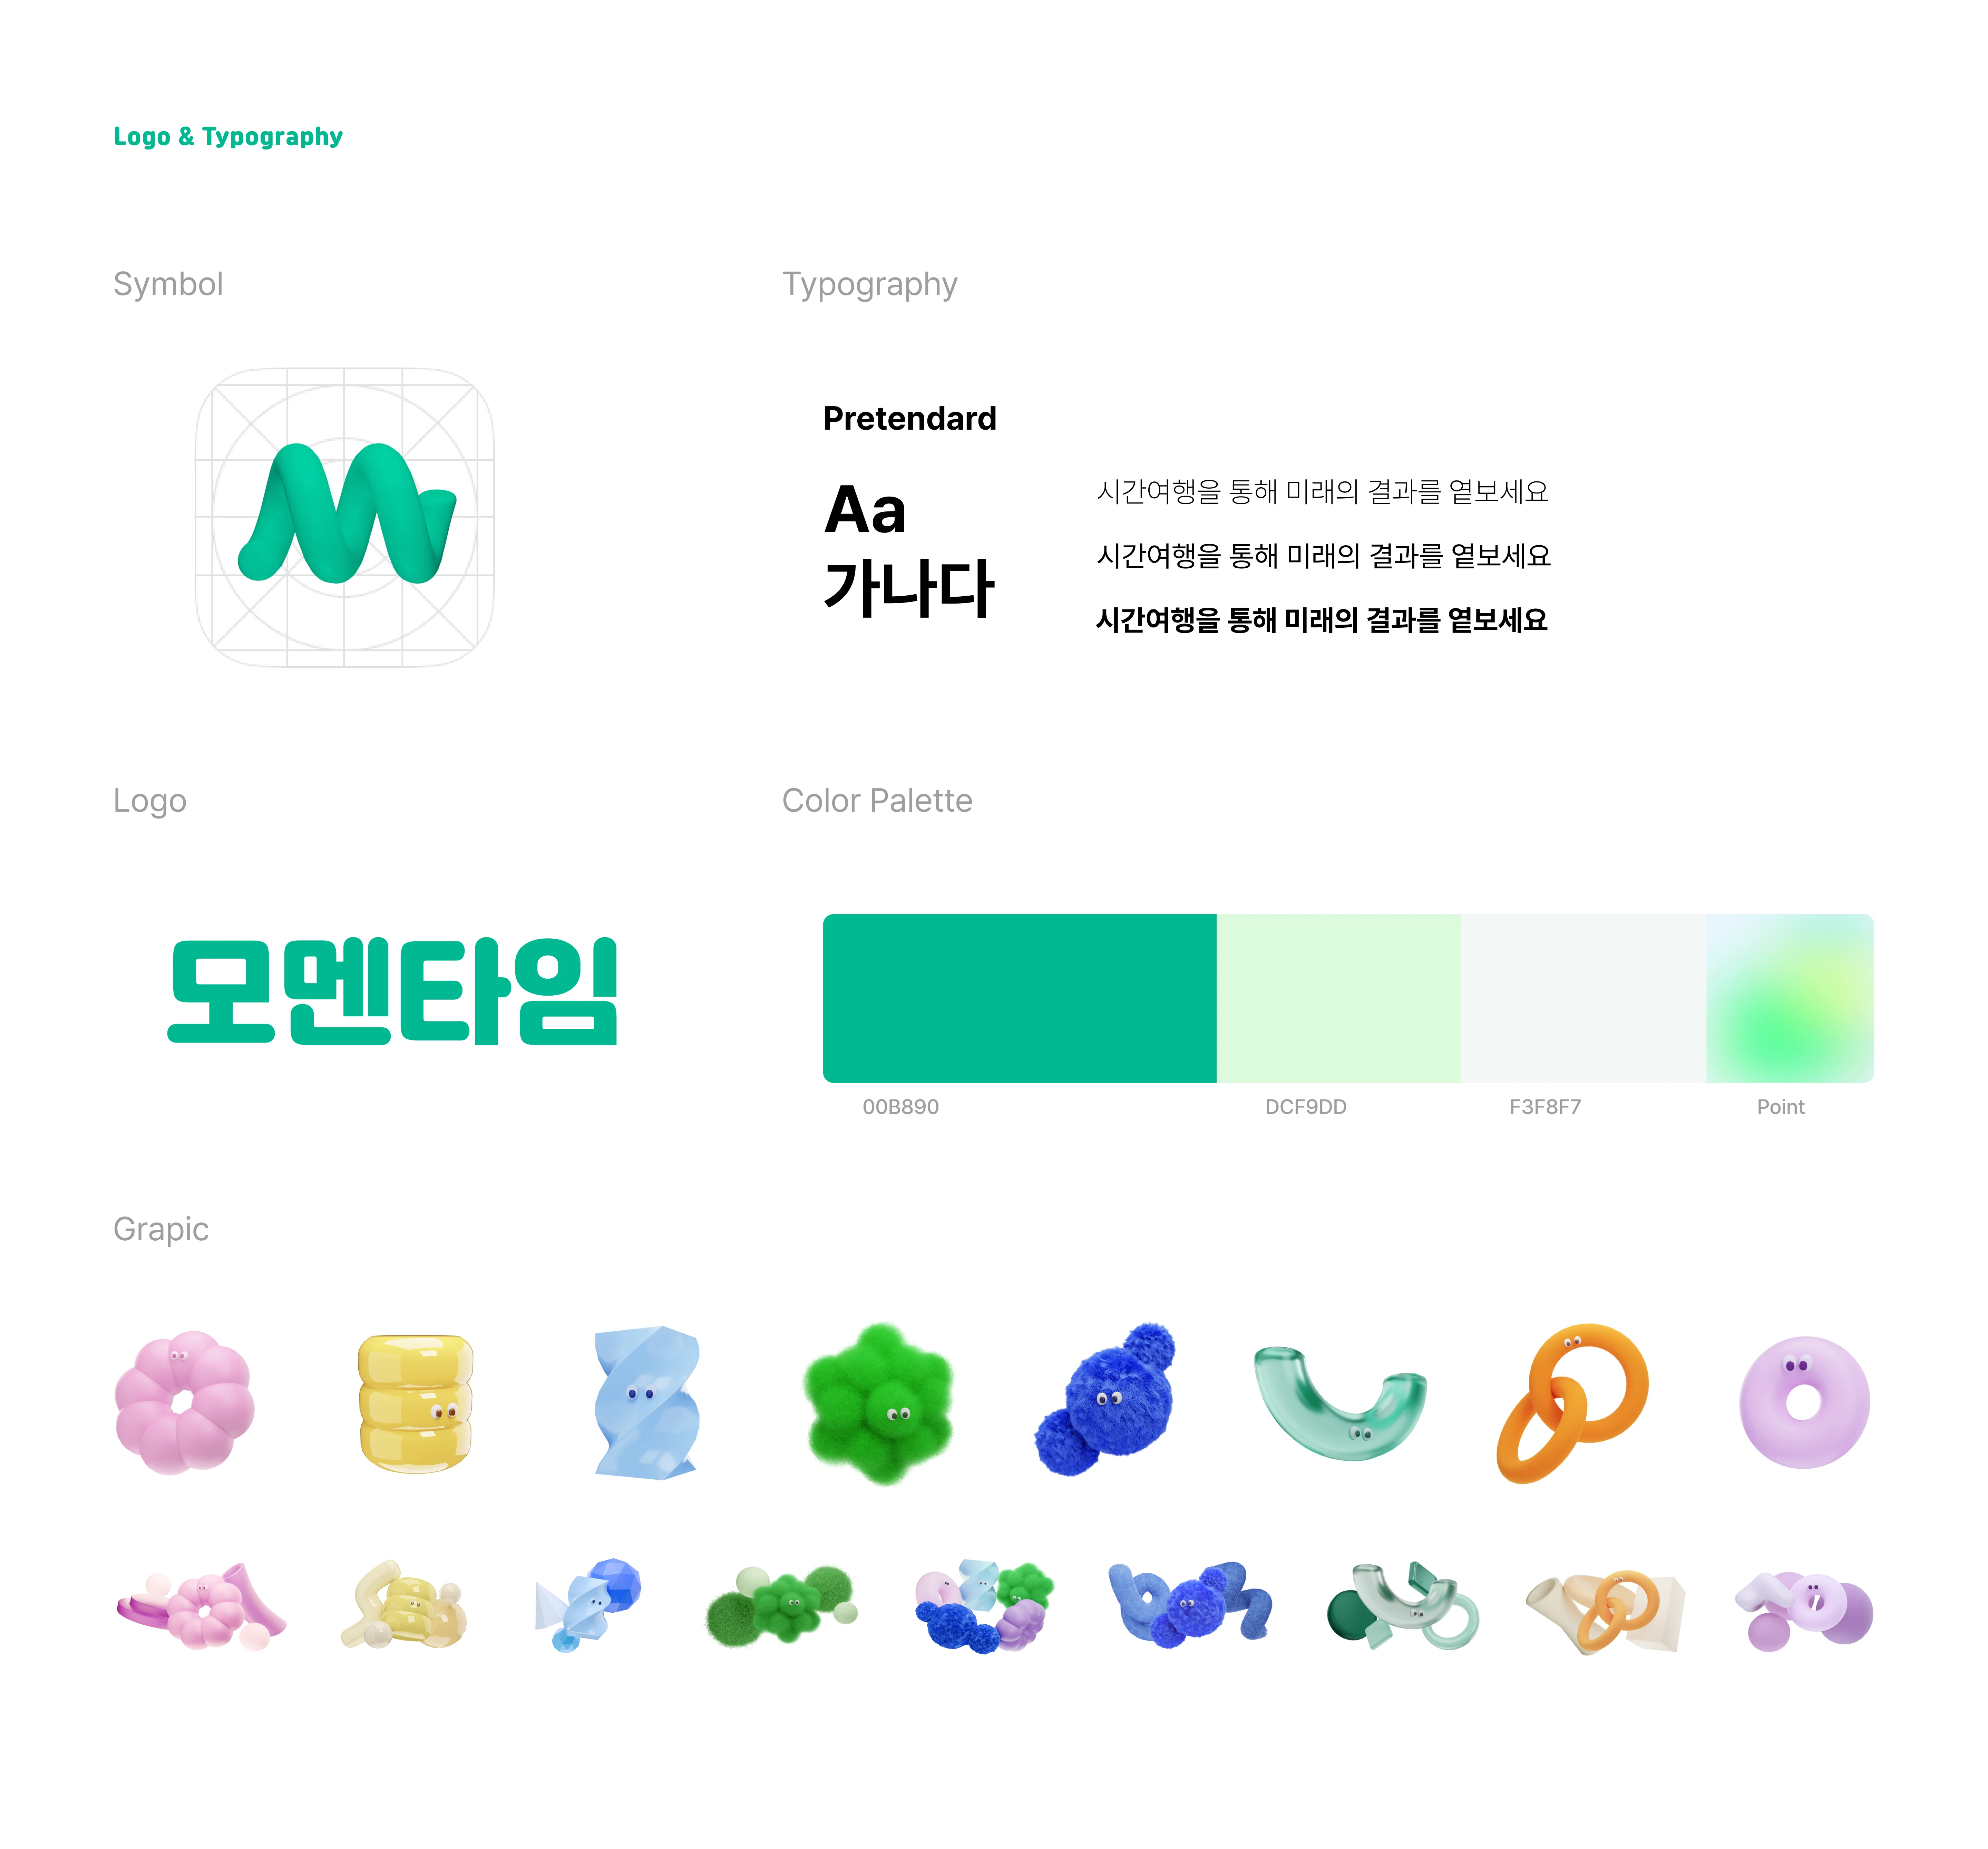 Logo & Typography
Symbol
Typography
Pretendard
Aa
가나다
시간여행을 통해 미래의 결과를 옅보세요
시간여행을 통해 미래의 결과를 옅보세요
시간여행을 통해 미래의 결과를 옅보세요
Logo
Color Palette
모멘타임
00B890
DCF9DD
F3F8F7
Point
Grapic